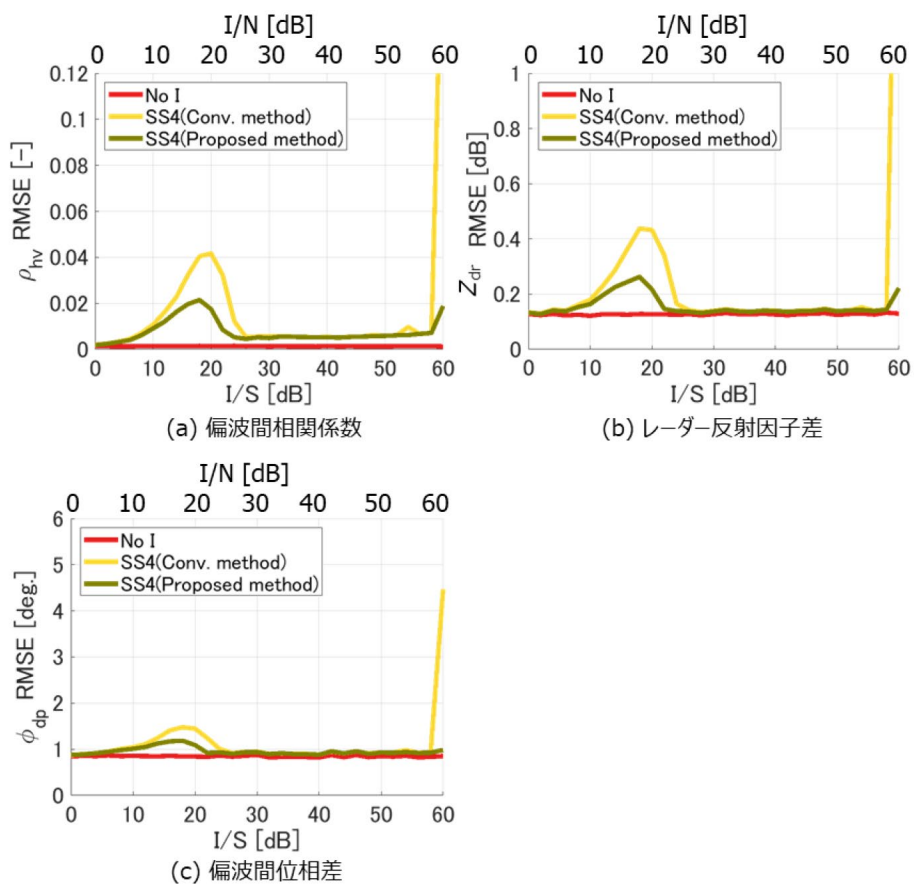 I/N [dB]
0 10 20 30 40 50 60
0.12
0.1
0.08
0.06
0.04
0.02
0
ρhv RMSE [-]
No I
SS4(Conv. method)
SS4(Proposed method)
0 10 20 30 40 50 60
I/S [dB]
(a) 偏波間相関係数
I/N [dB]
0 10 20 30 40 50 60
1
0.8
0.6
0.4
0.2
0
Zdr RMSE [dB]
No I
SS4(Conv. method)
SS4(Proposed method)
0 10 20 30 40 50 60
I/S [dB]
(b) レーダー反射因子差
I/N [dB]
0 10 20 30 40 50 60
6
5
4
3
2
1
0
ϕdp RMSE [deg.]
No I
SS4(Conv. method)
SS4(Proposed method)
0 10 20 30 40 50 60
I/S [dB]
(c) 偏波間位相差